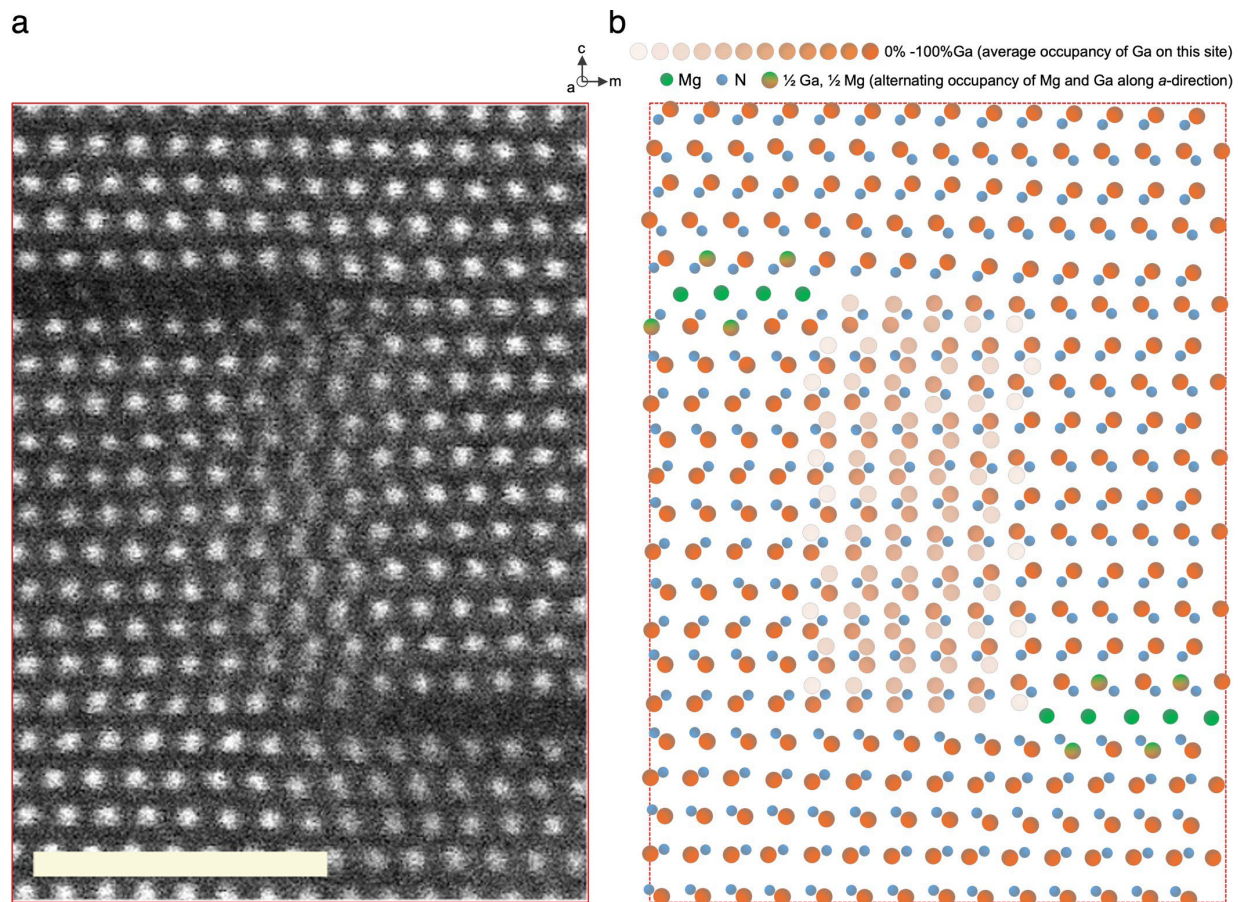 a
b
c
a
m
0% -100%Ga (average occupancy of Ga on this site)
Mg N ½ Ga, ½ Mg (alternating occupancy of Mg and Ga along a-direction)